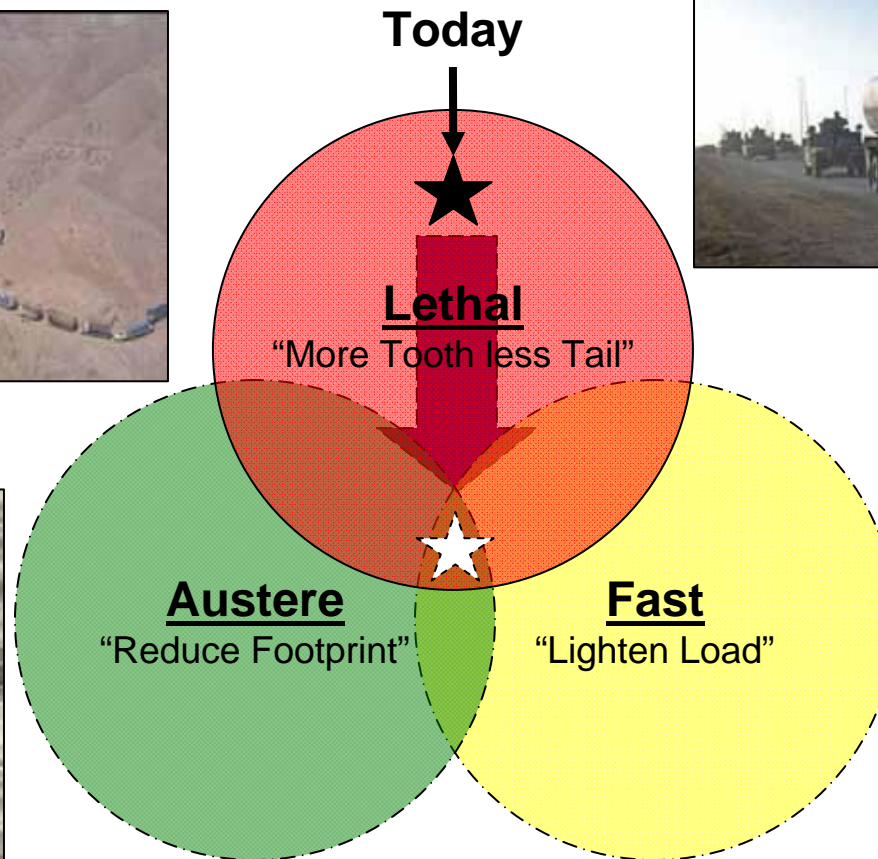 Today
Lethal
“More Tooth less Tail”
Austere
“Reduce Footprint”
Fast
“Lighten Load”